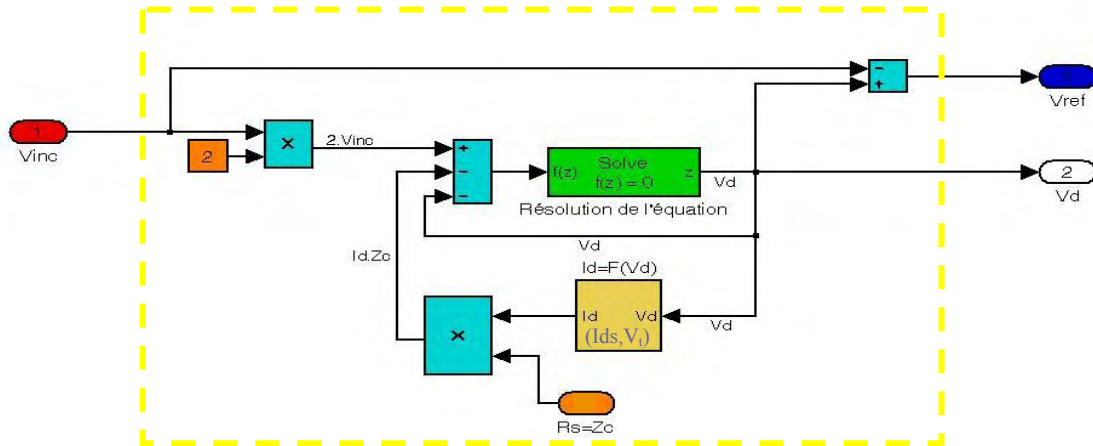 1
Vinc
2
×
2.Vinc
+
−
−
f(z)
Solve
f(z) = 0
z
Résolution de l'équation
Vd
−
+
Vref
2
Vd
Vd
Id.Zc
Id=F(Vd)
Id
Vd
(Ids,Vₜ)
Vd
×
Rs=Zc